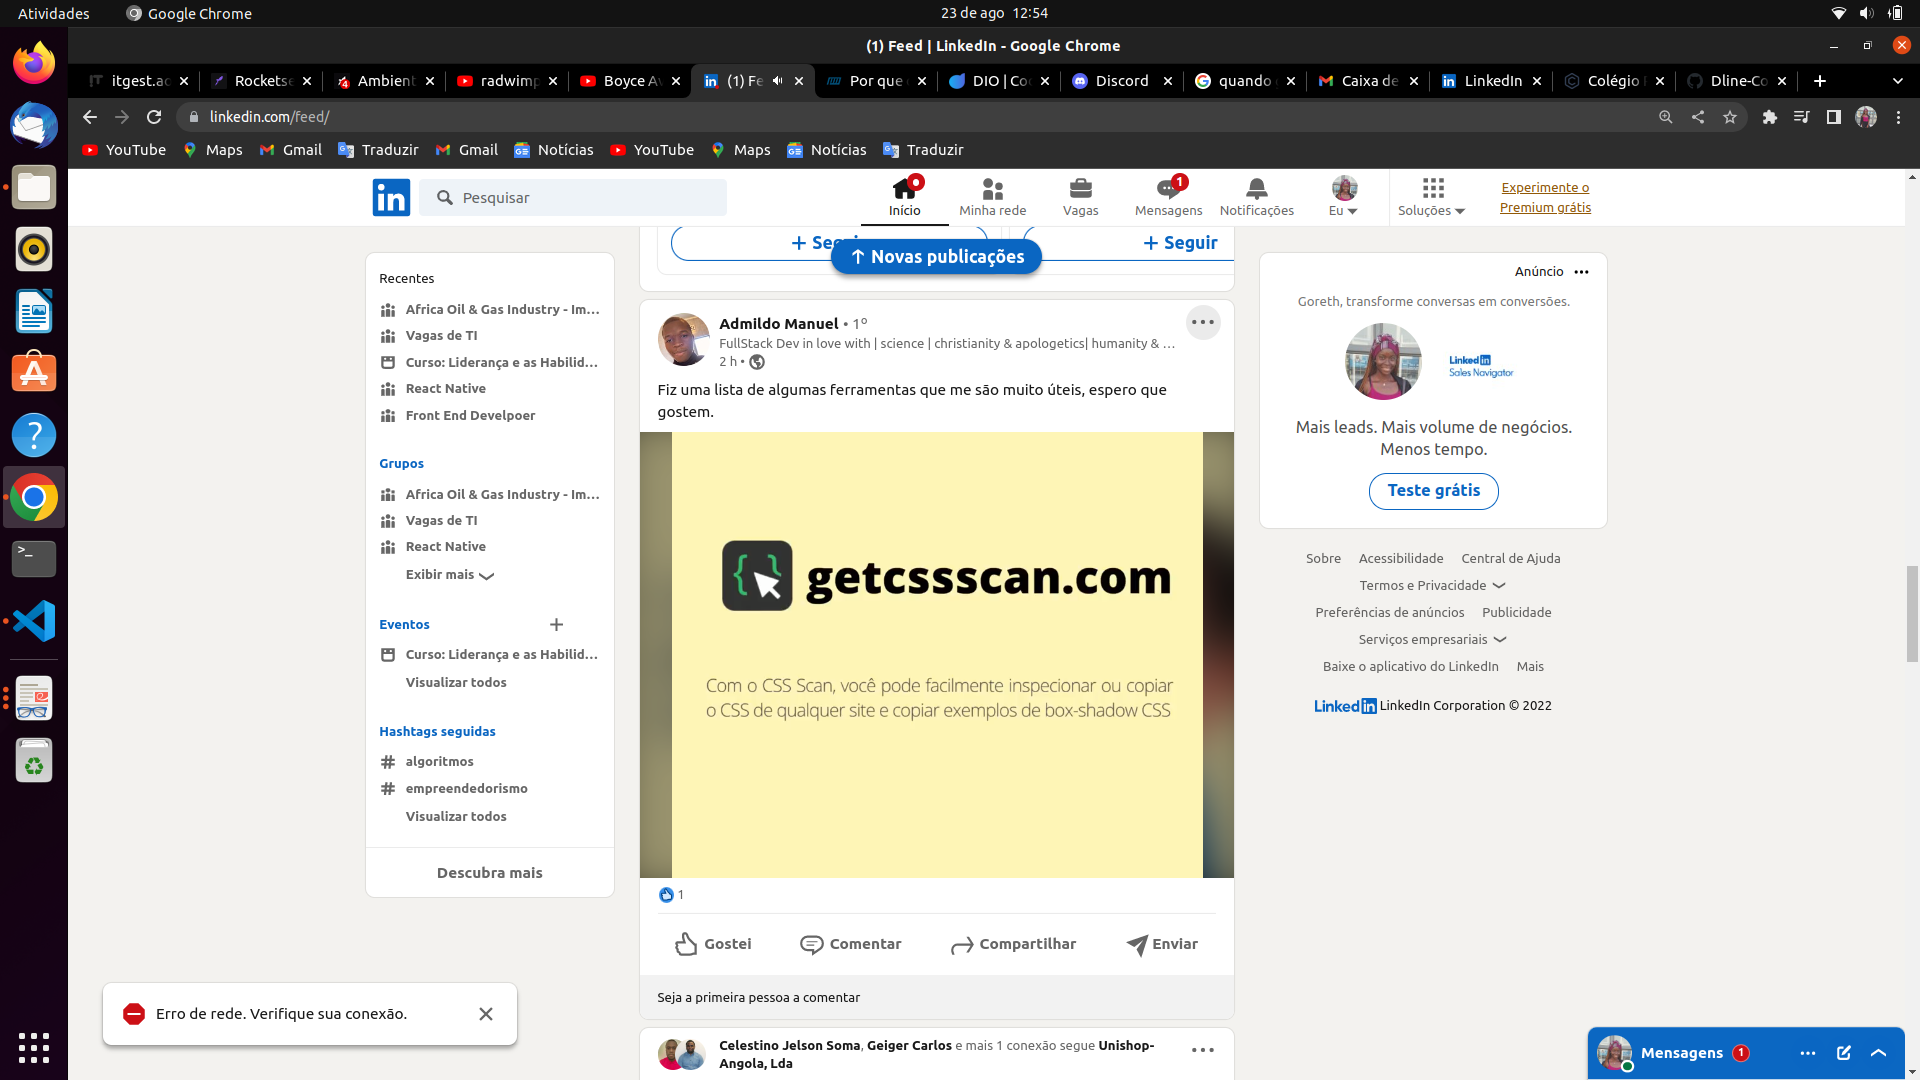 Atividades
Google Chrome
23 de ago 12:54
(1) Feed | LinkedIn - Google Chrome
itgest.ao
Rocketse
Ambient
radwimp
Boyce Av
(1) Fe
Por que
DIO | Coc
Discord
quando
Caixa de
LinkedIn
Colégio
Dline-Co
linkedin.com/feed/
YouTube
Maps
Gmail
Traduzir
Gmail
Notícias
YouTube
Maps
Notícias
Traduzir
in
Pesquisar
Início
Minha rede
Vagas
1
Mensagens
Notificações
Eu
Soluções
Experimente o
Premium grátis
Recentes
Africa Oil & Gas Industry - Im...
Vagas de TI
Curso: Liderança e as Habilid...
React Native
Front End Develpoer
Grupos
Africa Oil & Gas Industry - Im...
Vagas de TI
React Native
Exibir mais
Eventos
Curso: Liderança e as Habilid...
Visualizar todos
Hashtags seguidas
# algoritmos
# empreendedorismo
Visualizar todos
Descubra mais
+ Segui
+ Seguir
↑ Novas publicações
Admildo Manuel • 1º
FullStack Dev in love with | science | christianity & apologetics| humanity & ...
2 h •
Fiz uma lista de algumas ferramentas que me são muito úteis, espero que
gostem.
getcssscan.com
Com o CSS Scan, você pode facilmente inspecionar ou copiar
o CSS de qualquer site e copiar exemplos de box-shadow CSS
1
Gostei
Comentar
Compartilhar
Enviar
Seja a primeira pessoa a comentar
Celestino Jelson Soma, Geiger Carlos e mais 1 conexão segue Unishop-
Angola, Lda
Anúncio
Goreth, transforme conversas em conversões.
Linked in
Sales Navigator
Mais leads. Mais volume de negócios.
Menos tempo.
Teste grátis
Sobre Acessibilidade Central de Ajuda
Termos e Privacidade
Preferências de anúncios Publicidade
Serviços empresariais
Baixe o aplicativo do LinkedIn Mais
Linked in LinkedIn Corporation © 2022
Erro de rede. Verifique sua conexão.
Mensagens 1